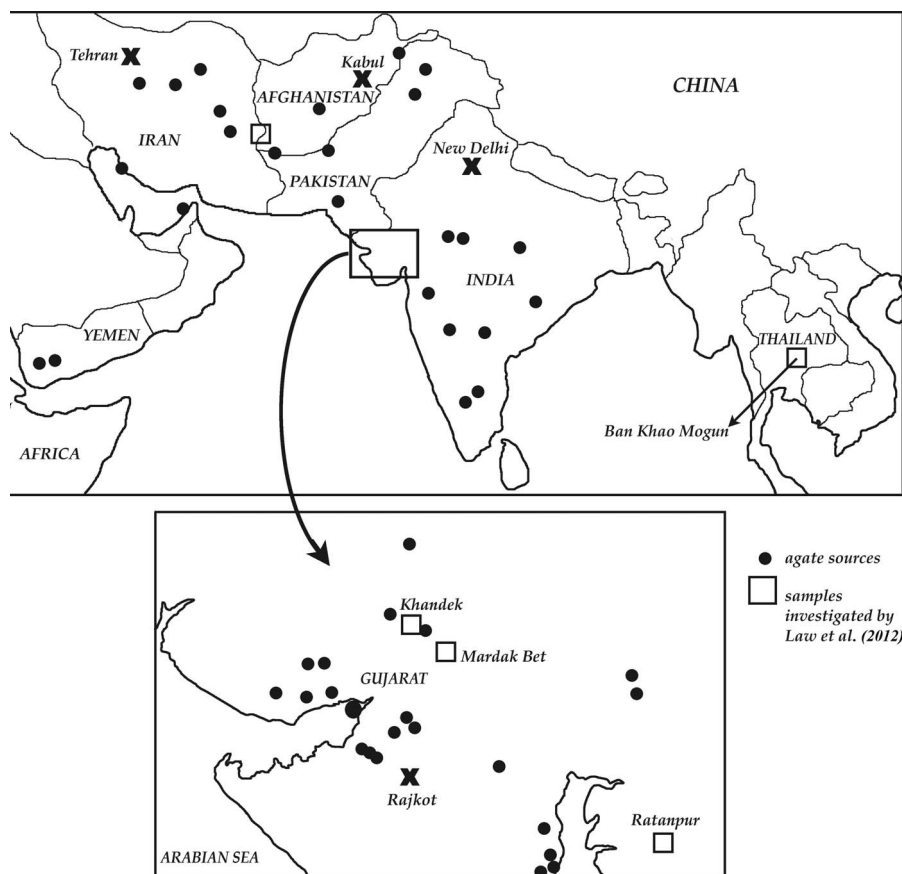 Tehran
Kabul
CHINA
AFGHANISTAN
IRAN
New Delhi
PAKISTAN
INDIA
YEMEN
THAILAND
Ban Khao Mogun
AFRICA
agate sources
samples
investigated by
Law et al. (2012)
Khandek
Mardak Bet
GUJARAT
Rajkot
Ratanpur
ARABIAN SEA